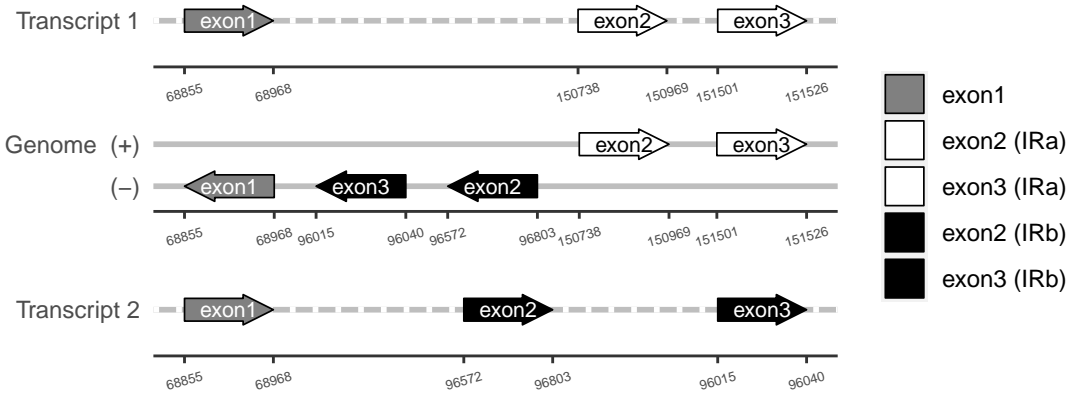 Transcript 1 exon1 exon2 exon3
68855 68968 150738 150969 151501 151526
Genome (+) exon2 exon3
(−) exon1 exon3 exon2
68855 68968 96015 96040 96572 96803 150738 150969 151501 151526
Transcript 2 exon1 exon2 exon3
68855 68968 96572 96803 96015 96040
exon1
exon2 (IRa)
exon3 (IRa)
exon2 (IRb)
exon3 (IRb)